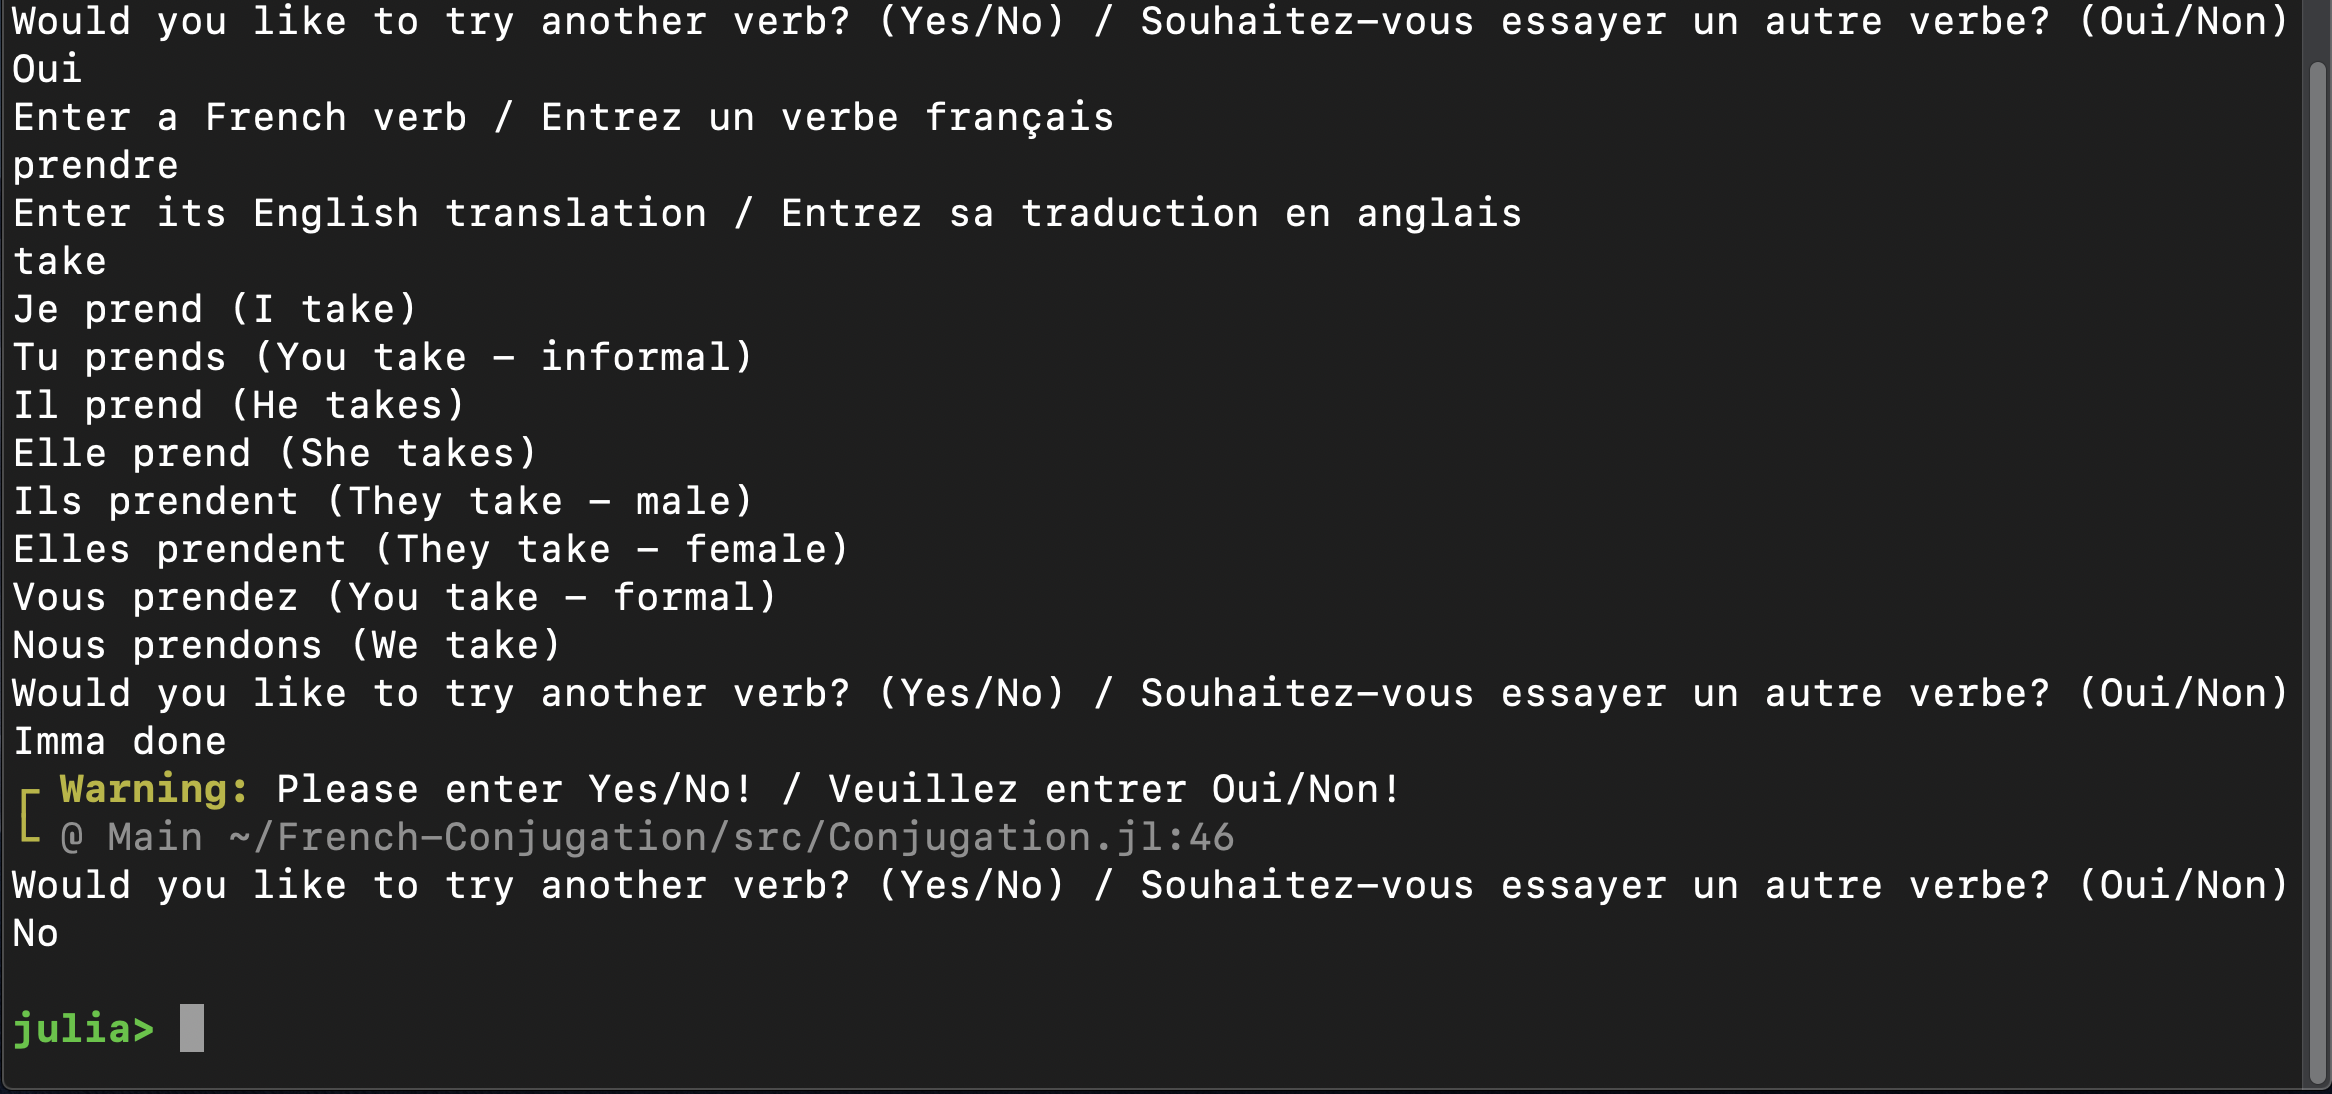 Would you like to try another verb? (Yes/No) / Souhaitez-vous essayer un autre verbe? (Oui/Non)
Oui
Enter a French verb / Entrez un verbe français
prendre
Enter its English translation / Entrez sa traduction en anglais
take
Je prend (I take)
Tu prends (You take – informal)
Il prend (He takes)
Elle prend (She takes)
Ils prendent (They take – male)
Elles prendent (They take – female)
Vous prendez (You take – formal)
Nous prendons (We take)
Would you like to try another verb? (Yes/No) / Souhaitez-vous essayer un autre verbe? (Oui/Non)
Imma done
Warning: Please enter Yes/No! / Veuillez entrer Oui/Non!
@ Main ~/French-Conjugation/src/Conjugation.jl:46
Would you like to try another verb? (Yes/No) / Souhaitez-vous essayer un autre verbe? (Oui/Non)
No
julia>